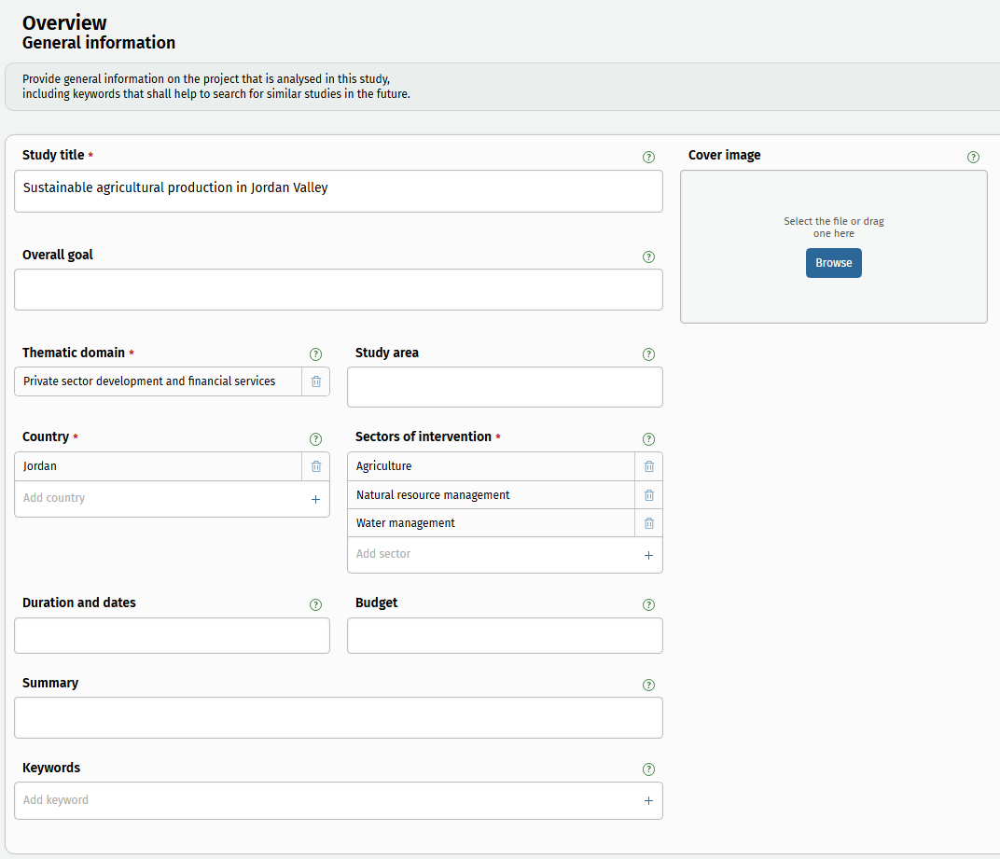 Overview
General information
Provide general information on the project that is analysed in this study,
including keywords that shall help to search for similar studies in the future.
Study title *
?
Sustainable agricultural production in Jordan Valley
Cover image
?
Select the file or drag
one here
Browse
Overall goal
?
Thematic domain *
?
Private sector development and financial services
Study area
?
Country *
?
Jordan
Add country
+
Sectors of intervention *
?
Agriculture
Natural resource management
Water management
Add sector
+
Duration and dates
?
Budget
?
Summary
?
Keywords
?
Add keyword
+